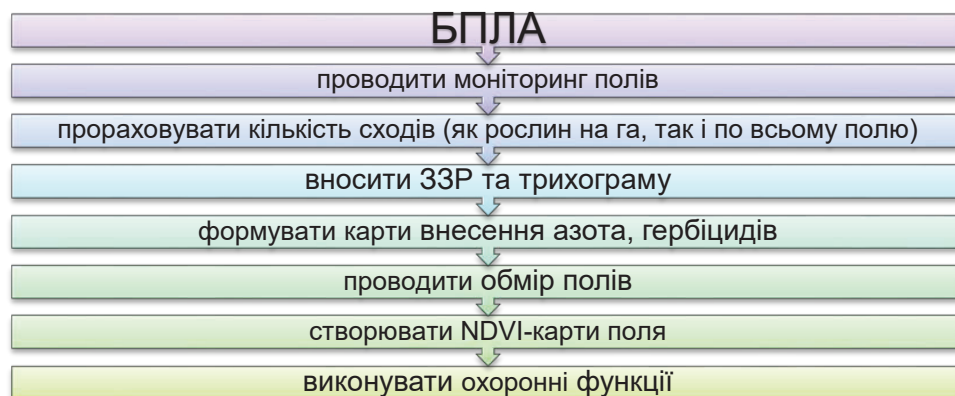 БПЛА
проводити моніторинг полів
прораховувати кількість сходів (як рослин на га, так і по всьому полю)
вносити ЗЗР та трихограму
формувати карти внесення азота, гербіцидів
проводити обмір полів
створювати NDVI-карти поля
виконувати охоронні функції